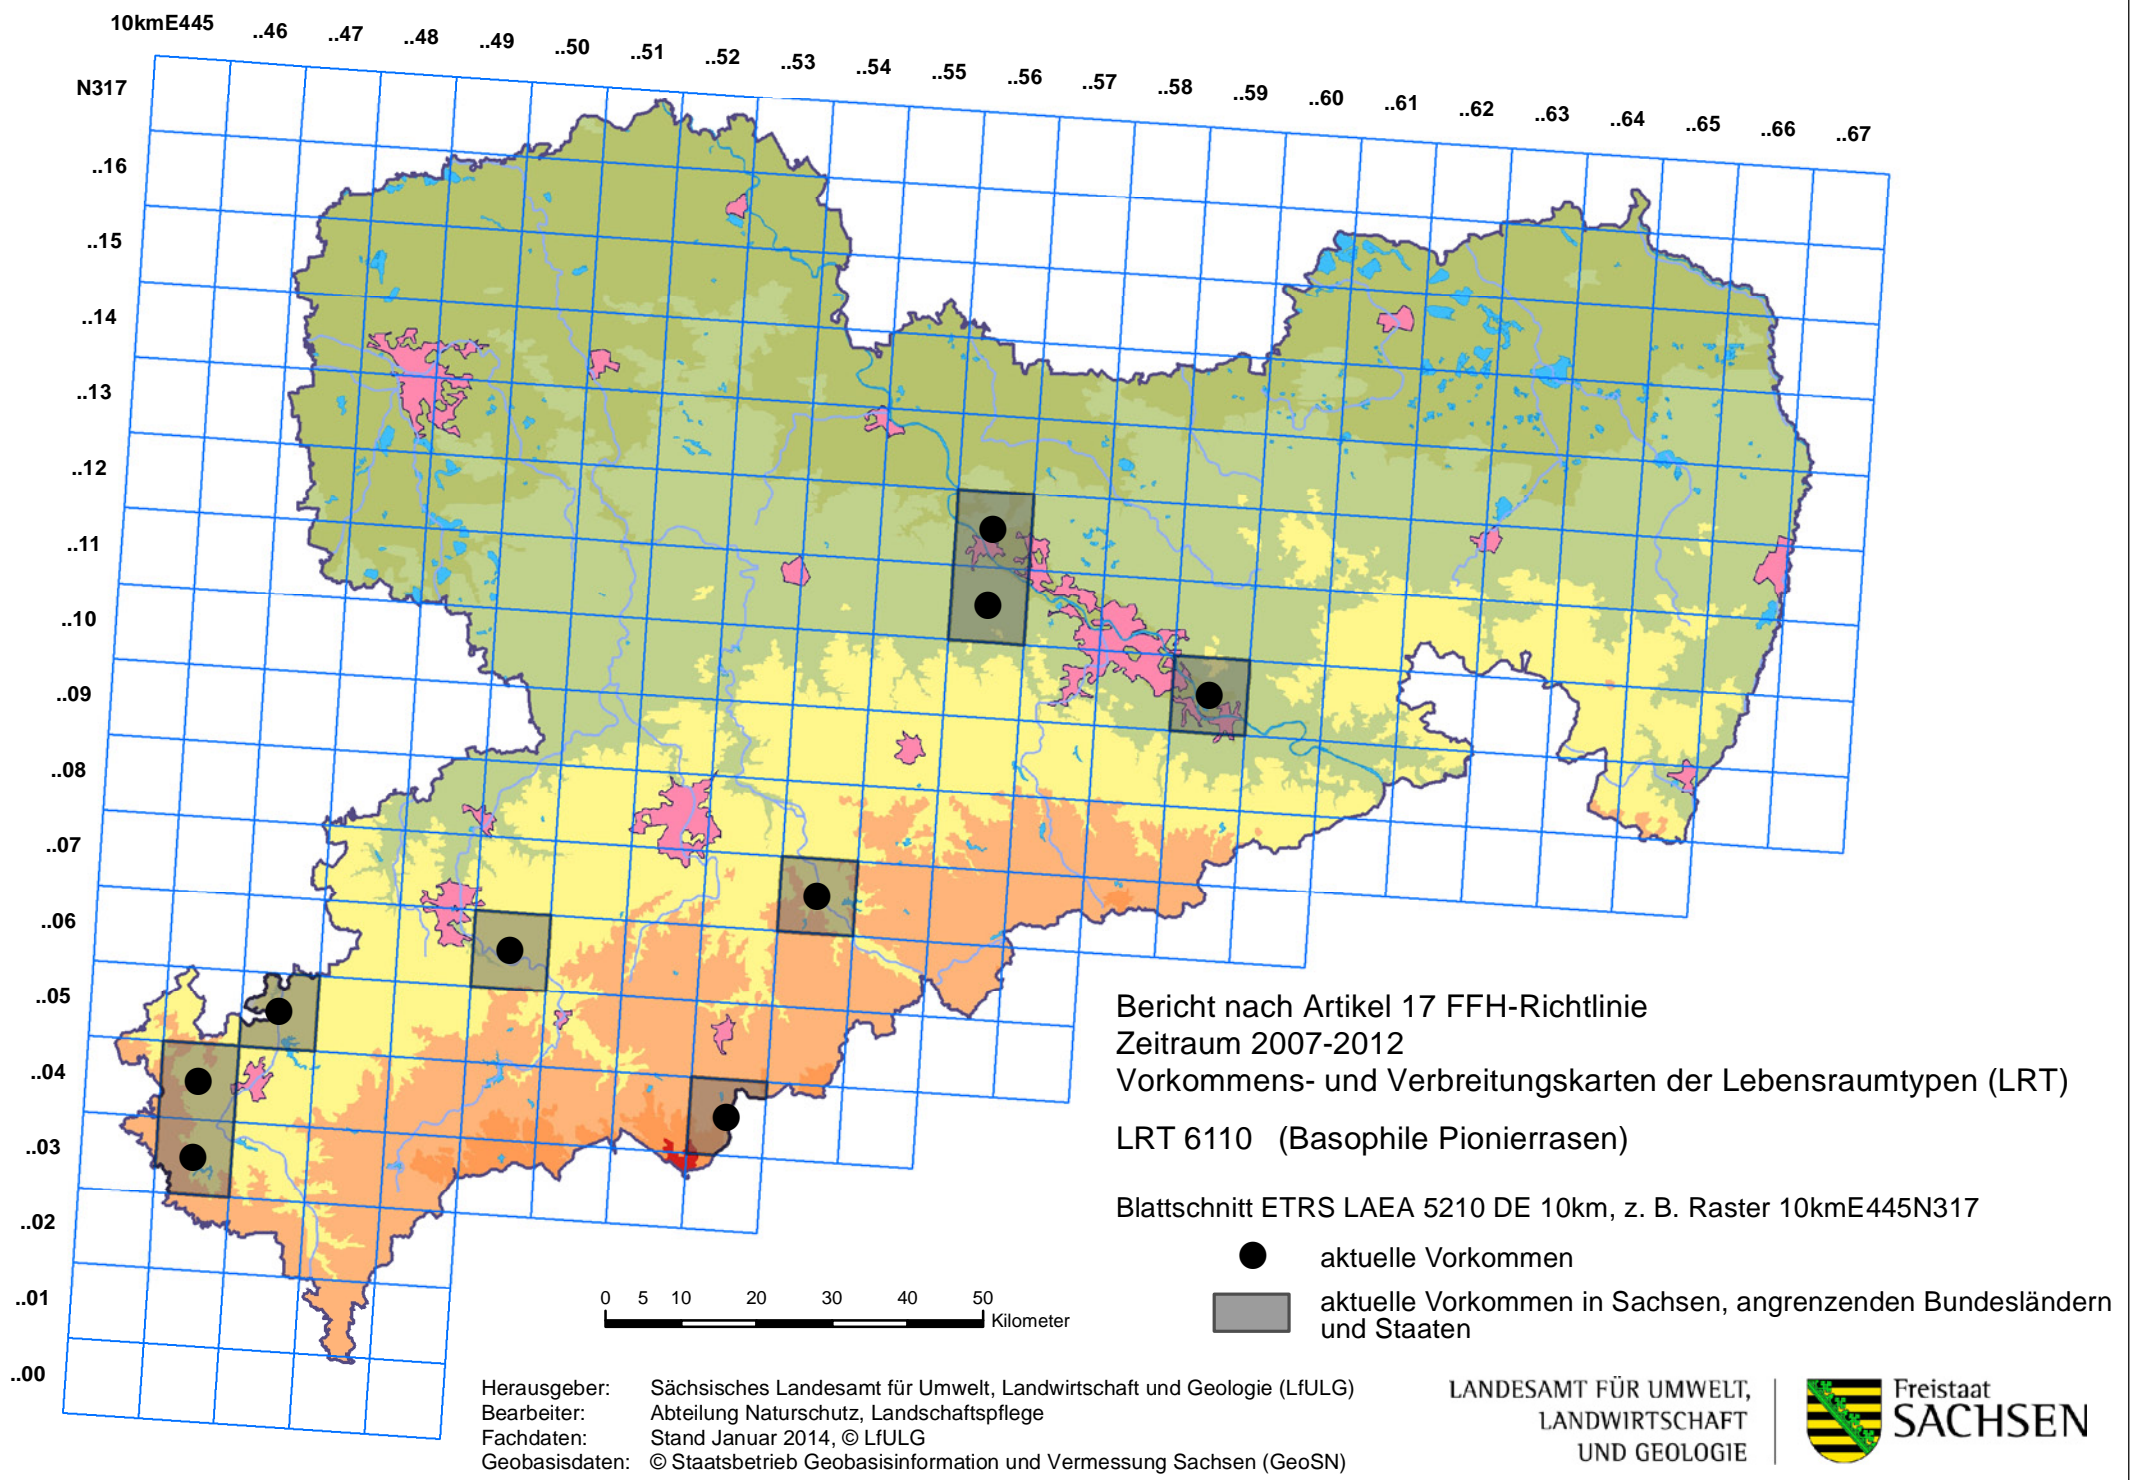 10kmE445 ..46 ..47 ..48 ..49 ..50 ..51 ..52 ..53 ..54 ..55 ..56 ..57 ..58 ..59 ..60 ..61 ..62 ..63 ..64 ..65 ..66 ..67
N317
..16
..15
..14
..13
..12
..11
..10
..09
..08
..07
..06
..05
..04
..03
..02
..01
..00
Bericht nach Artikel 17 FFH-Richtlinie
Zeitraum 2007-2012
Vorkommens- und Verbreitungskarten der Lebensraumtypen (LRT)
LRT 6110 (Basophile Pionierrasen)
Blattschnitt ETRS LAEA 5210 DE 10km, z. B. Raster 10kmE445N317
aktuelle Vorkommen
aktuelle Vorkommen in Sachsen, angrenzenden Bundesländern
und Staaten
0 5 10 20 30 40 50
Kilometer
Herausgeber: Sächsisches Landesamt für Umwelt, Landwirtschaft und Geologie (LfULG)
Bearbeiter: Abteilung Naturschutz, Landschaftspflege
Fachdaten: Stand Januar 2014, © LfULG
Geobasisdaten: © Staatsbetrieb Geobasisinformation und Vermessung Sachsen (GeoSN)
LANDESAMT FÜR UMWELT,
LANDWIRTSCHAFT
UND GEOLOGIE
Freistaat
SACHSEN